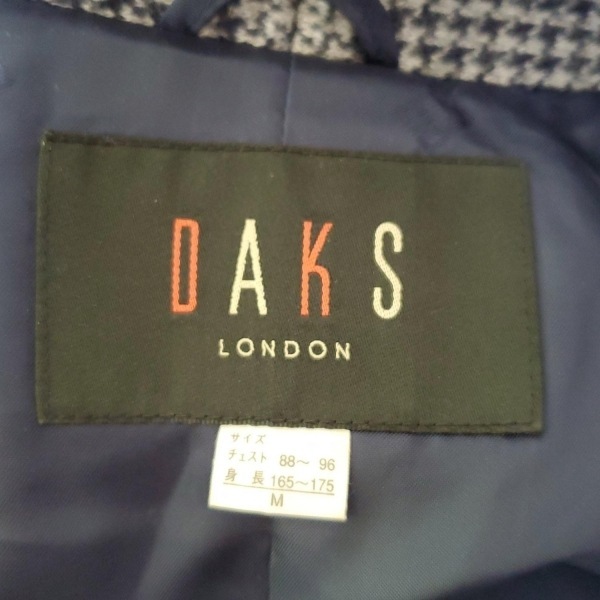 DAKS
LONDON
サイズ
チェスト 88〜 96
身 長 165〜175
M